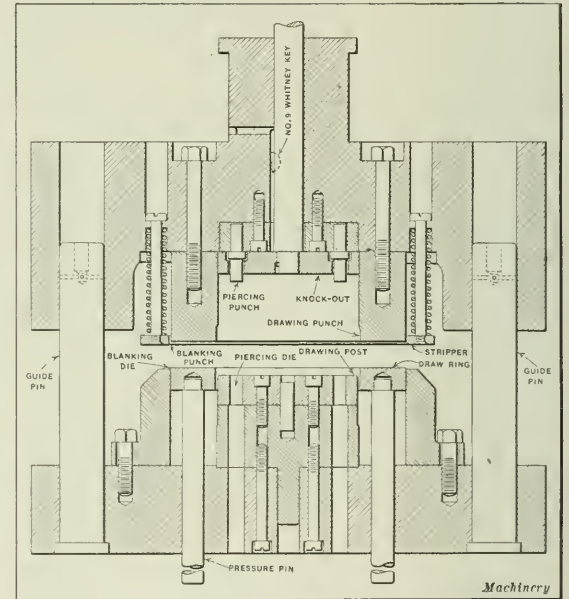 NO. 9 WHITNEY KEY
PIERCING
PUNCH
KNOCK-OUT
DRAWING PUNCH
BLANKING
DIE
BLANKING
PUNCH
PIERCING DIE
DRAWING POST
STRIPPER
DRAW RING
GUIDE
PIN
GUIDE
PIN
PRESSURE PIN
Machinery